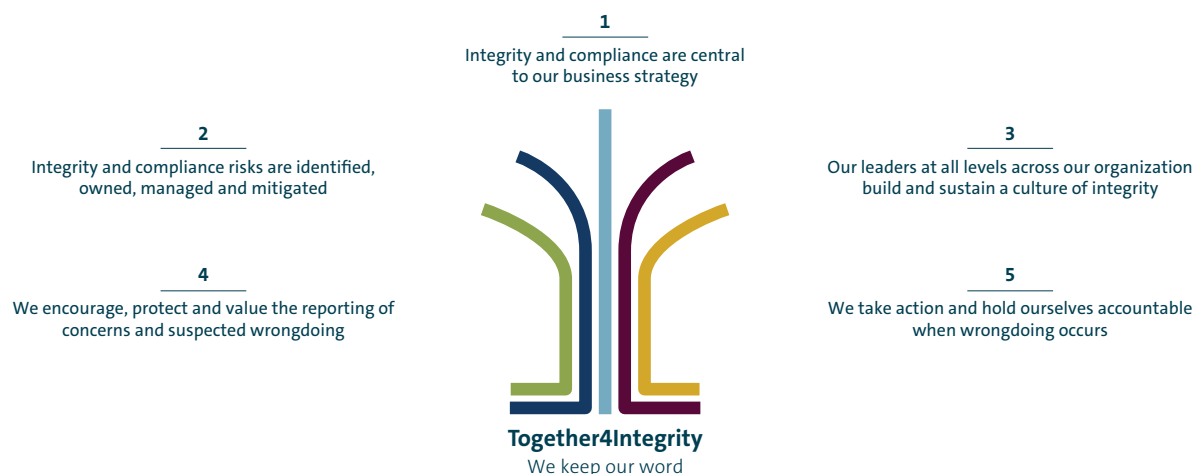 1
Integrity and compliance are central
to our business strategy
2
Integrity and compliance risks are identified,
owned, managed and mitigated
3
Our leaders at all levels across our organization
build and sustain a culture of integrity
4
We encourage, protect and value the reporting of
concerns and suspected wrongdoing
5
We take action and hold ourselves accountable
when wrongdoing occurs
Together4Integrity
We keep our word